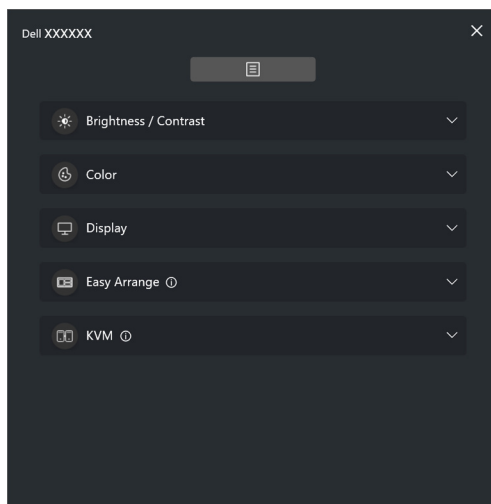 Dell XXXXXX
Brightness / Contrast
Color
Display
Easy Arrange
KVM